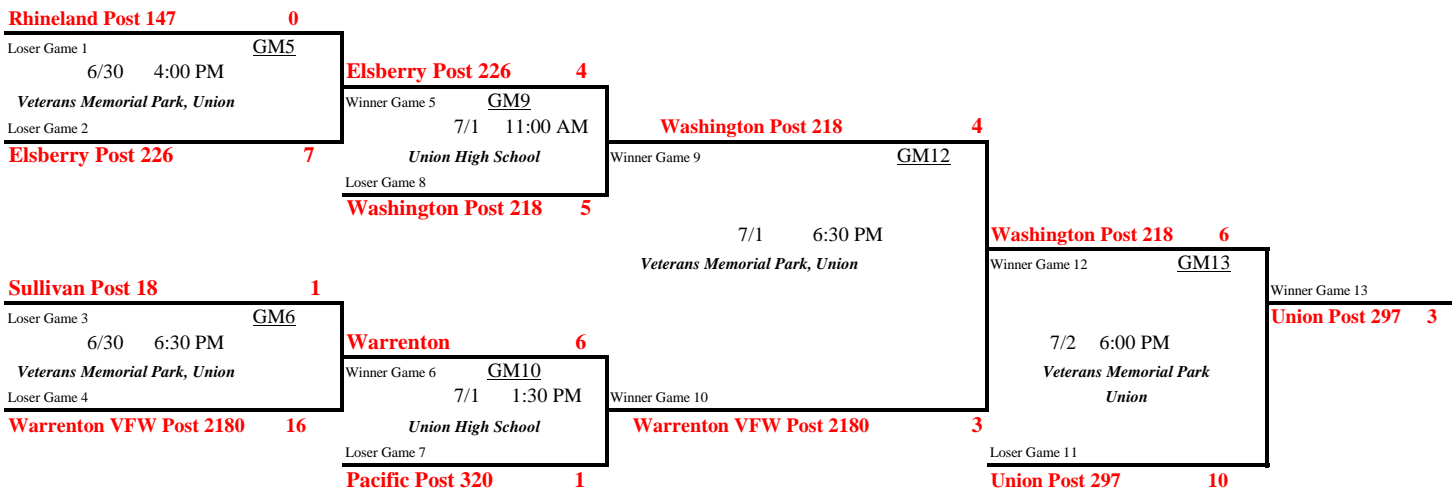 Rhineland Post 147 0
Loser Game 1 GM5
6/30 4:00 PM
Veterans Memorial Park, Union
Loser Game 2
Elsberry Post 226 7
Elsberry Post 226 4
Winner Game 5 GM9
7/1 11:00 AM
Union High School
Loser Game 8
Washington Post 218 5
Washington Post 218 4
Winner Game 9 GM12
7/1 6:30 PM
Veterans Memorial Park, Union
Winner Game 10
Warrenton VFW Post 2180 3
Sullivan Post 18 1
Loser Game 3 GM6
6/30 6:30 PM
Veterans Memorial Park, Union
Loser Game 4
Warrenton VFW Post 2180 16
Warrenton 6
Winner Game 6 GM10
7/1 1:30 PM
Union High School
Loser Game 7
Pacific Post 320 1
Washington Post 218 6
Winner Game 12 GM13
7/2 6:00 PM
Veterans Memorial Park
Union
Loser Game 11
Union Post 297 10
Winner Game 13
Union Post 297 3